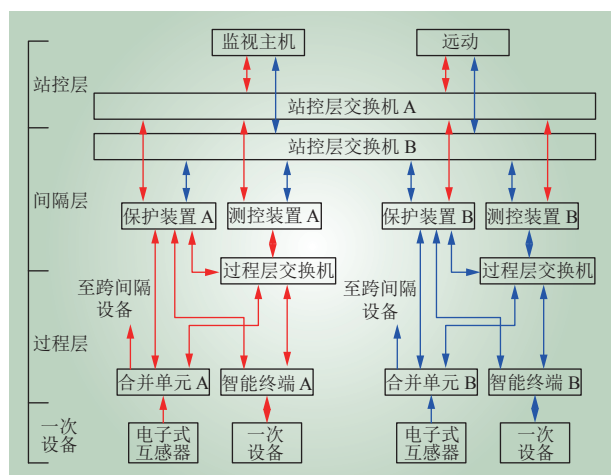 监视主机
远动
站控层
站控层交换机 A
站控层交换机 B
间隔层
保护装置 A
测控装置 A
保护装置 B
测控装置 B
过程层交换机
过程层交换机
至跨间隔
设备
至跨间隔
设备
过程层
合并单元 A
智能终端 A
合并单元 B
智能终端 B
一次
设备
电子式
互感器
一次
设备
电子式
互感器
一次
设备